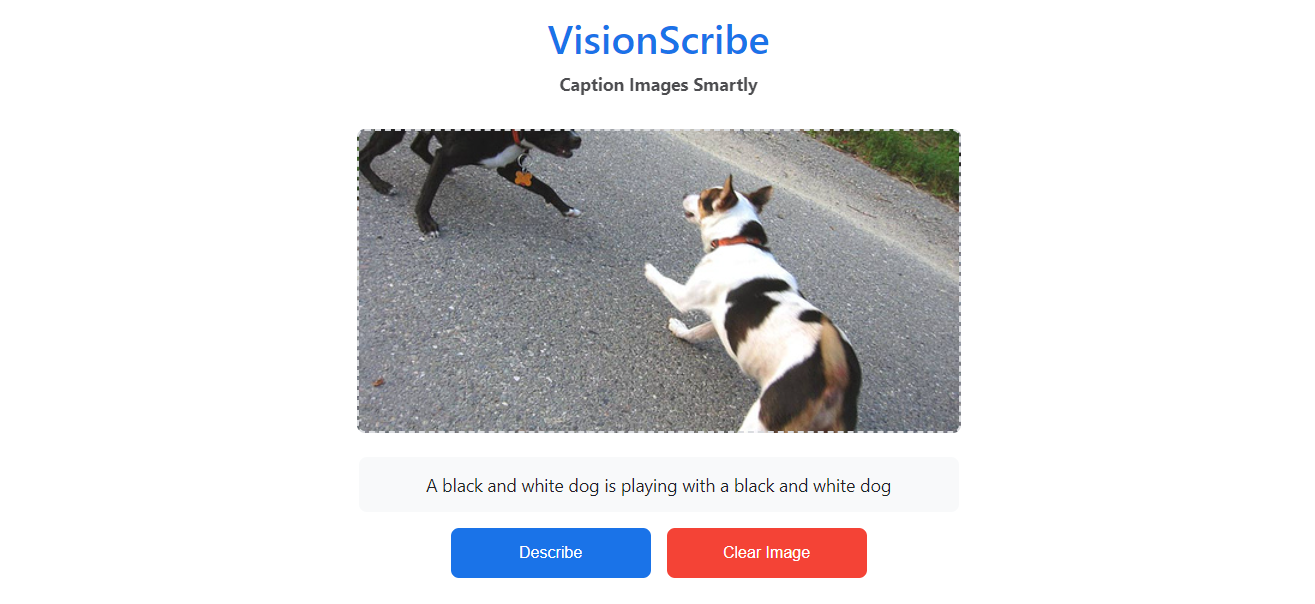 VisionScribe
Caption Images Smartly
A black and white dog is playing with a black and white dog
Describe
Clear Image